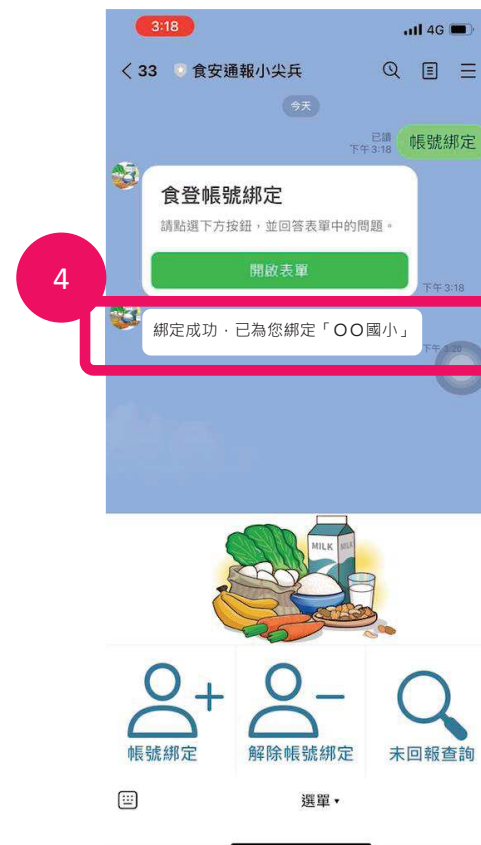 3:18
4G
33
食安通報小尖兵
今天
已讀
下午 3:18
帳號綁定
食登帳號綁定
請點選下方按鈕，並回答表單中的問題。
開啟表單
下午 3:18
4
綁定成功，已為您綁定「OO國小」
下午 3:20
MILK
MILK
帳號綁定
解除帳號綁定
未回報查詢
選單▾